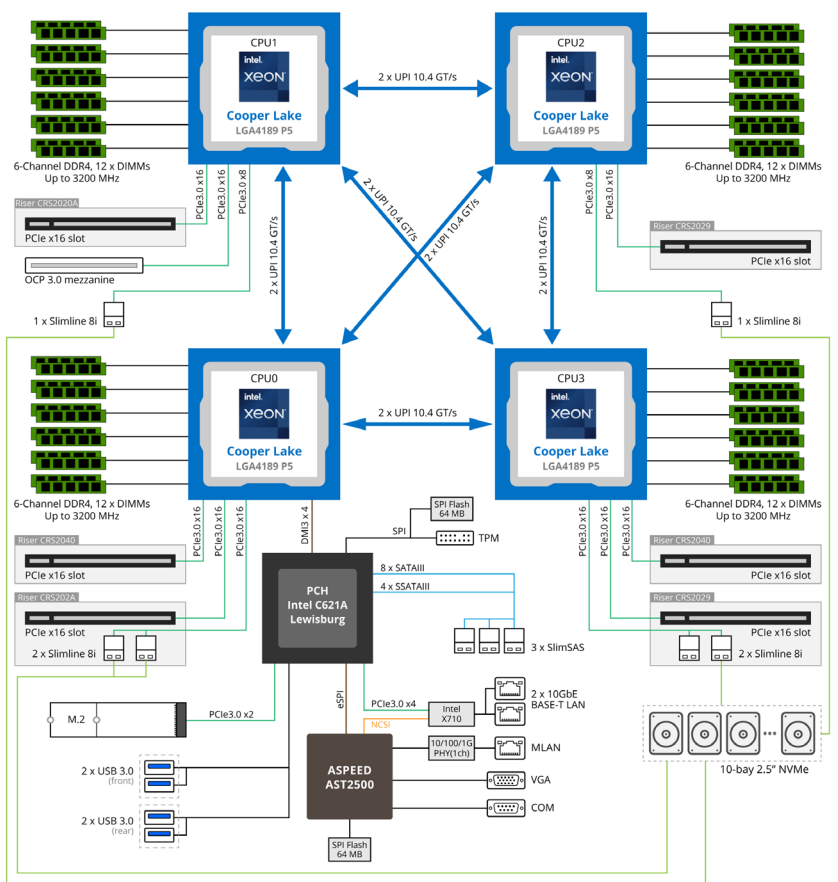 CPU1
intel.
XEON
Cooper Lake
LGA4189 P5
2 x UPI 10.4 GT/s
CPU2
intel.
XEON
Cooper Lake
LGA4189 P5
6-Channel DDR4, 12 x DIMMs
Up to 3200 MHz
6-Channel DDR4, 12 x DIMMs
Up to 3200 MHz
PCIe3.0 x16
PCIe3.0 x16
PCIe3.0 x8
2 x UPI 10.4 GT/s
2 x UPI 10.4 GT/s
2 x UPI 10.4 GT/s
2 x UPI 10.4 GT/s
PCIe3.0 x8
PCIe3.0 x16
Riser CRS2020A
PCIe x16 slot
OCP 3.0 mezzanine
1 x Slimline 8i
Riser CRS2029
PCIe x16 slot
1 x Slimline 8i
CPU0
intel.
XEON
Cooper Lake
LGA4189 P5
2 x UPI 10.4 GT/s
CPU3
intel.
XEON
Cooper Lake
LGA4189 P5
6-Channel DDR4, 12 x DIMMs
Up to 3200 MHz
6-Channel DDR4, 12 x DIMMs
Up to 3200 MHz
PCIe3.0 x16
PCIe3.0 x16
PCIe3.0 x16
DMI3 x 4
PCIe3.0 x16
PCIe3.0 x16
PCIe3.0 x16
SPI
SPI Flash
64 MB
TPM
Riser CRS2040
PCIe x16 slot
Riser CRS202A
PCIe x16 slot
2 x Slimline 8i
PCH
Intel C621A
Lewisburg
8 x SATAIII
4 x SSATAIII
3 x SlimSAS
Riser CRS2040
PCIe x16 slot
Riser CRS2029
PCIe x16 slot
2 x Slimline 8i
M.2
PCIe3.0 x2
eSPI
PCIe3.0 x4
NCSI
Intel
X710
2 x 10GbE
BASE-T LAN
10/100/1G
PHY(1ch)
MLAN
ASPEED
AST2500
VGA
COM
SPI Flash
64 MB
2 x USB 3.0
(front)
2 x USB 3.0
(rear)
10-bay 2.5” NVMe